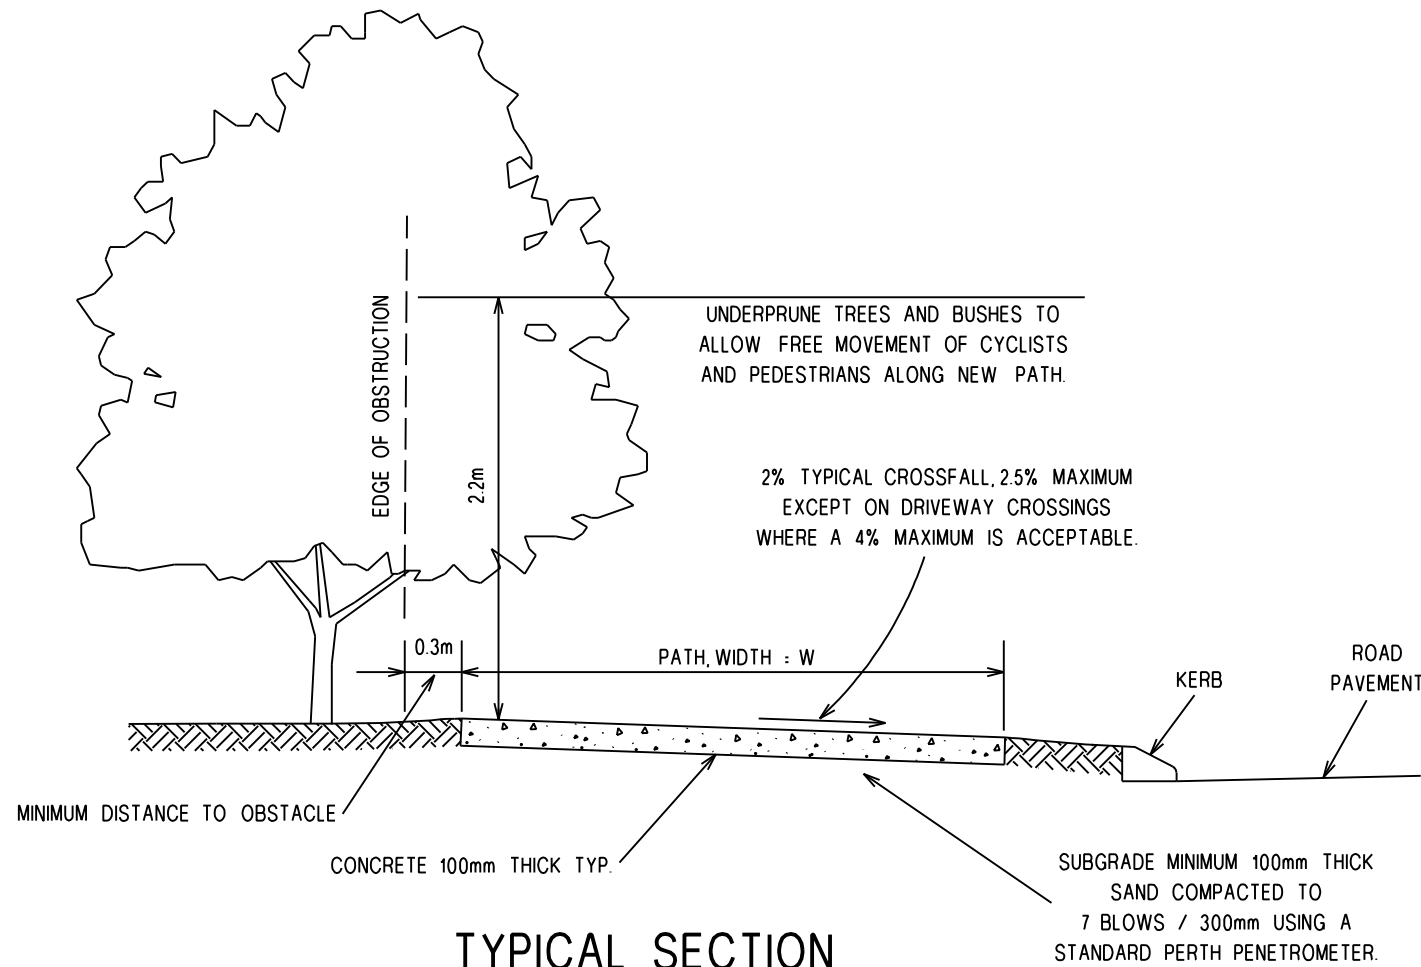 UNDERPRUNE TREES AND BUSHES TO
ALLOW FREE MOVEMENT OF CYCLISTS
AND PEDESTRIANS ALONG NEW PATH.
EDGE OF OBSTRUCTION
2.2m
2% TYPICAL CROSSFALL, 2.5% MAXIMUM
EXCEPT ON DRIVEWAY CROSSINGS
WHERE A 4% MAXIMUM IS ACCEPTABLE.
0.3m
PATH, WIDTH = W
KERB
ROAD
PAVEMENT
MINIMUM DISTANCE TO OBSTACLE
CONCRETE 100mm THICK TYP.
SUBGRADE MINIMUM 100mm THICK
SAND COMPACTED TO
7 BLOWS / 300mm USING A
STANDARD PERTH PENETROMETER.
TYPICAL SECTION